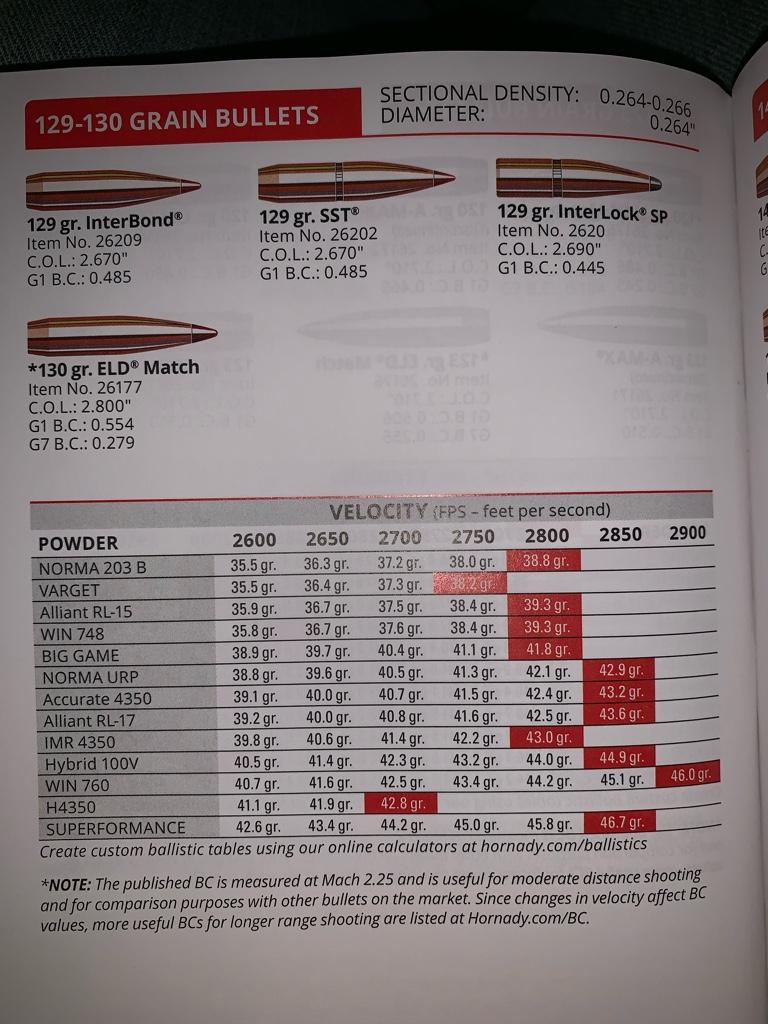 129-130 GRAIN BULLETS
SECTIONAL DENSITY: 0.264-0.266
DIAMETER: 0.264"
129 gr. InterBond®
Item No. 26209
C.O.L.: 2.670"
G1 B.C.: 0.485
129 gr. SST®
Item No. 26202
C.O.L.: 2.670"
G1 B.C.: 0.485
129 gr. InterLock® SP
Item No. 2620
C.O.L.: 2.690"
G1 B.C.: 0.445
*130 gr. ELD® Match
Item No. 26177
C.O.L.: 2.800"
G1 B.C.: 0.554
G7 B.C.: 0.279
VELOCITY (FPS – feet per second)
POWDER 2600 2650 2700 2750 2800 2850 2900
NORMA 203 B 35.5 gr. 36.3 gr. 37.2 gr. 38.0 gr. 38.8 gr.
VARGET 35.5 gr. 36.4 gr. 37.3 gr. 38.2 gr.
Alliant RL-15 35.9 gr. 36.7 gr. 37.5 gr. 38.4 gr. 39.3 gr.
WIN 748 35.8 gr. 36.7 gr. 37.6 gr. 38.4 gr. 39.3 gr.
BIG GAME 38.9 gr. 39.7 gr. 40.4 gr. 41.1 gr. 41.8 gr.
NORMA URP 38.8 gr. 39.6 gr. 40.5 gr. 41.3 gr. 42.1 gr. 42.9 gr.
Accurate 4350 39.1 gr. 40.0 gr. 40.7 gr. 41.5 gr. 42.4 gr. 43.2 gr.
Alliant RL-17 39.2 gr. 40.0 gr. 40.8 gr. 41.6 gr. 42.5 gr. 43.6 gr.
IMR 4350 39.8 gr. 40.6 gr. 41.4 gr. 42.2 gr. 43.0 gr.
Hybrid 100V 40.5 gr. 41.4 gr. 42.3 gr. 43.2 gr. 44.0 gr. 44.9 gr.
WIN 760 40.7 gr. 41.6 gr. 42.5 gr. 43.4 gr. 44.2 gr. 45.1 gr. 46.0 gr.
H4350 41.1 gr. 41.9 gr. 42.8 gr.
SUPERFORMANCE 42.6 gr. 43.4 gr. 44.2 gr. 45.0 gr. 45.8 gr. 46.7 gr.
Create custom ballistic tables using our online calculators at hornady.com/ballistics
*NOTE: The published BC is measured at Mach 2.25 and is useful for moderate distance shooting
and for comparison purposes with other bullets on the market. Since changes in velocity affect BC
values, more useful BCs for longer range shooting are listed at Hornady.com/BC.